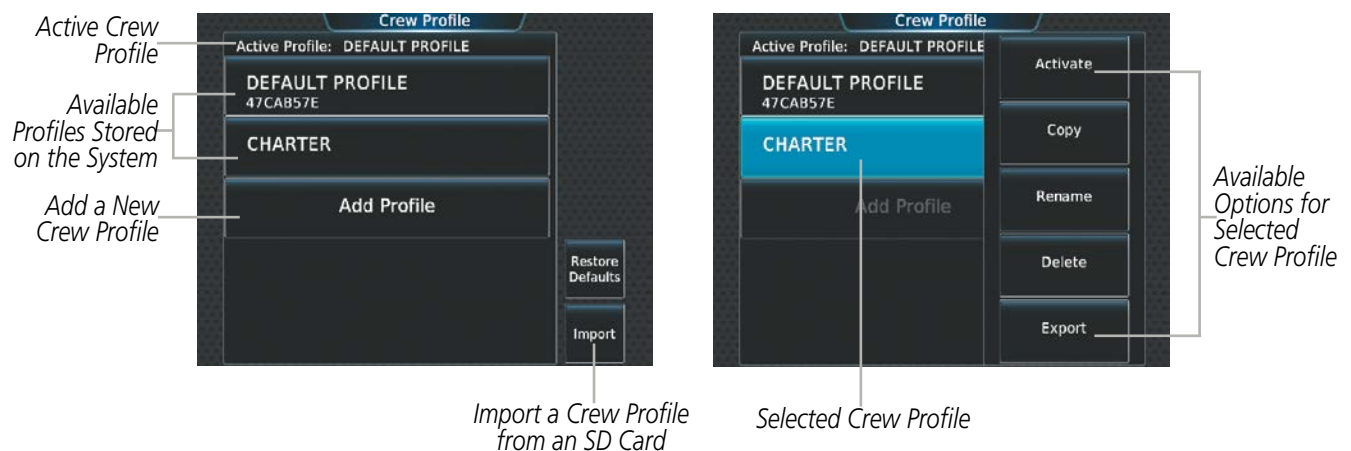 Active Crew
Profile
Available
Profiles Stored
on the System
Add a New
Crew Profile
Crew Profile
Active Profile: DEFAULT PROFILE
DEFAULT PROFILE
47CAB57E
CHARTER
Add Profile
Restore
Defaults
Import
Import a Crew Profile
from an SD Card
Crew Profile
Active Profile: DEFAULT PROFILE
DEFAULT PROFILE
47CAB57E
CHARTER
Add Profile
Activate
Copy
Rename
Delete
Export
Available
Options for
Selected
Crew Profile
Selected Crew Profile